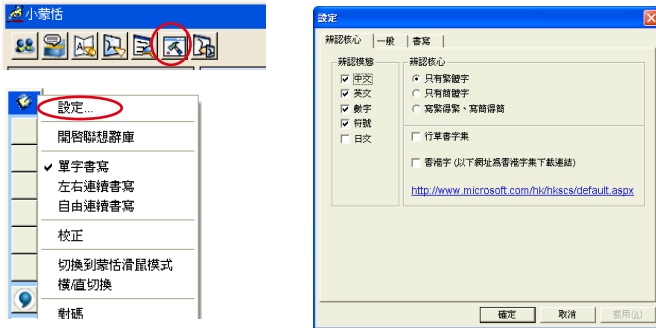 小蒙恬
設定...
開啓聯想辭庫
單字書寫
左右連續書寫
自由連續書寫
校正
切換到蒙恬滑鼠模式
橫/直切換
對碼
設定
辨認核心
一般
書寫
辨認模態
中文
英文
數字
符號
日文
辨認核心
只有繁體字
只有簡體字
寫繁得繁、寫簡得簡
行草書字集
香港字 (以下網址爲香港字集下載連結)
http://www.microsoft.com/hk/hkscs/default.aspx
確定
取消
套用(A)